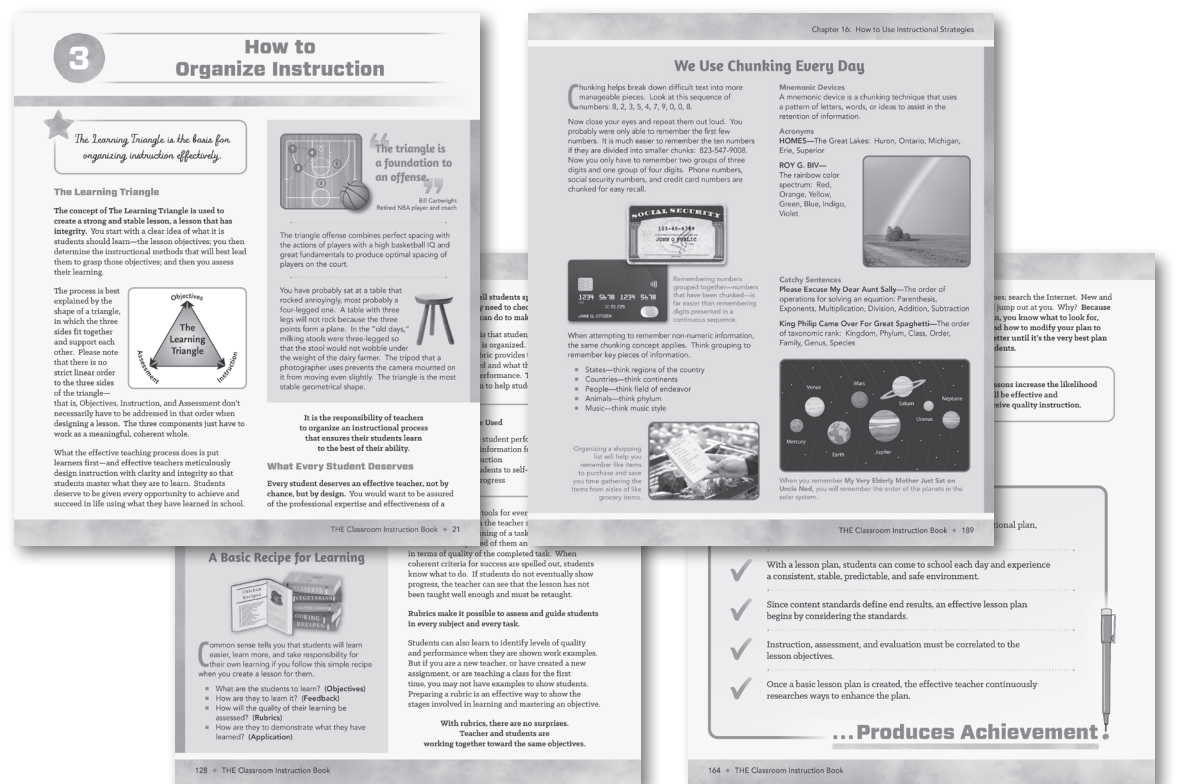 3
How to
Organize Instruction
The Learning Triangle is the basis for
organizing instruction effectively.
The Learning Triangle
The concept of The Learning Triangle is used to
create a strong and stable lesson, a lesson that has
integrity. You start with a clear idea of what it is
students should learn—the lesson objectives; you then
determine the instructional methods that will best lead
them to grasp those objectives; and then you assess
their learning.
The process is best
explained by the
shape of a triangle,
in which the three
sides fit together
and support each
other. Please note
that there is no
strict linear order
to the three sides
of the triangle—
that is, Objectives, Instruction, and Assessment don't
necessarily have to be addressed in that order when
designing a lesson. The three components just have to
work as a meaningful, coherent whole.
Objectives
The
Learning
Triangle
Assessment
Instruction
What the effective teaching process does is put
learners first—and effective teachers meticulously
design instruction with clarity and integrity so that
students master what they are to learn. Students
deserve to be given every opportunity to achieve and
succeed in life using what they have learned in school.
“The triangle is
a foundation to
an offense.”
Bill Cartwright
Retired NBA player and coach
The triangle offense combines perfect spacing with
the actions of players with a high basketball IQ and
great fundamentals to produce optimal spacing of
players on the court.
You have probably sat at a table that
rocked annoyingly, most probably a
four-legged one. A table with three
legs will not rock because the three
points form a plane. In the “old days,”
milking stools were three-legged so
that the stool would not wobble under
the weight of the dairy farmer. The tripod that a
photographer uses prevents the camera mounted on
it from moving even slightly. The triangle is the most
stable geometrical shape.
It is the responsibility of teachers
to organize an instructional process
that ensures their students learn
to the best of their ability.
What Every Student Deserves
Every student deserves an effective teacher, not by
chance, but by design. You would want to be assured
of the professional expertise and effectiveness of a
THE Classroom Instruction Book 21
Chapter 16: How to Use Instructional Strategies
We Use Chunking Every Day
Chunking helps break down difficult text into more
manageable pieces. Look at this sequence of
numbers: 8, 2, 3, 5, 4, 7, 9, 0, 0, 8.
Now close your eyes and repeat them out loud. You
probably were only able to remember the first few
numbers. It is much easier to remember the ten numbers
if they are divided into smaller chunks: 823-547-9008.
Now you only have to remember two groups of three
digits and one group of four digits. Phone numbers,
social security numbers, and credit card numbers are
chunked for easy recall.
SOCIAL SECURITY
123-45-6789
JOHN Q PUBLIC
1234 5678 1234 5678
01/25
JANE Q. CITIZEN
Remembering numbers
grouped together—numbers
that have been chunked—is
far easier than remembering
digits presented in a
continuous sequence.
When attempting to remember non-numeric information,
the same chunking concept applies. Think grouping to
remember key pieces of information.
States—think regions of the country
Countries—think continents
People—think field of endeavor
Animals—think phylum
Music—think music style
Organizing a shopping
list will help you
remember like items
to purchase and save
you time gathering the
items from aisles of like
grocery items.
Mnemonic Devices
A mnemonic device is a chunking technique that uses
a pattern of letters, words, or ideas to assist in the
retention of information.
Acronyms
HOMES—The Great Lakes: Huron, Ontario, Michigan,
Erie, Superior
ROY G. BIV—
The rainbow color
spectrum: Red,
Orange, Yellow,
Green, Blue, Indigo,
Violet
Catchy Sentences
Please Excuse My Dear Aunt Sally—The order of
operations for solving an equation: Parenthesis,
Exponents, Multiplication, Division, Addition, Subtraction
King Philip Came Over For Great Spaghetti—The order
of taxonomic rank: Kingdom, Phylum, Class, Order,
Family, Genus, Species
Venus
Mars
Saturn
Neptune
Uranus
Mercury
Earth
Jupiter
When you remember My Very Elderly Mother Just Sat on
Uncle Ned, you will remember the order of the planets in the
solar system.
THE Classroom Instruction Book 189
A Basic Recipe for Learning
Chicken
Recipes
DESSERTS
VEGETARIAN
COOKING
RECIPES
Common sense tells you that students will learn
easier, learn more, and take responsibility for
their own learning if you follow this simple recipe
when you create a lesson for them.
What are the students to learn? (Objectives)
How are they to learn it? (Feedback)
How will the quality of their learning be
assessed? (Rubrics)
How are they to demonstrate what they have
learned? (Application)
128 THE Classroom Instruction Book
in terms of quality of the completed task. When
coherent criteria for success are spelled out, students
know what to do. If students do not eventually show
progress, the teacher can see that the lesson has not
been taught well enough and must be retaught.
Rubrics make it possible to assess and guide students
in every subject and every task.
Students can also learn to identify levels of quality
and performance when they are shown work examples.
But if you are a new teacher, or have created a new
assignment, or are teaching a class for the first
time, you may not have examples to show students.
Preparing a rubric is an effective way to show the
stages involved in learning and mastering an objective.
With rubrics, there are no surprises.
Teacher and students are
working together toward the same objectives.
search the Internet. New and
jump out at you. Why? Because
you know what to look for,
how to modify your plan to
until it's the very best plan
increase the likelihood
be effective and
quality instruction.
plan,
With a lesson plan, students can come to school each day and experience
a consistent, stable, predictable, and safe environment.
Since content standards define end results, an effective lesson plan
begins by considering the standards.
Instruction, assessment, and evaluation must be correlated to the
lesson objectives.
Once a basic lesson plan is created, the effective teacher continuously
researches ways to enhance the plan.
...Produces Achievement!
164 THE Classroom Instruction Book